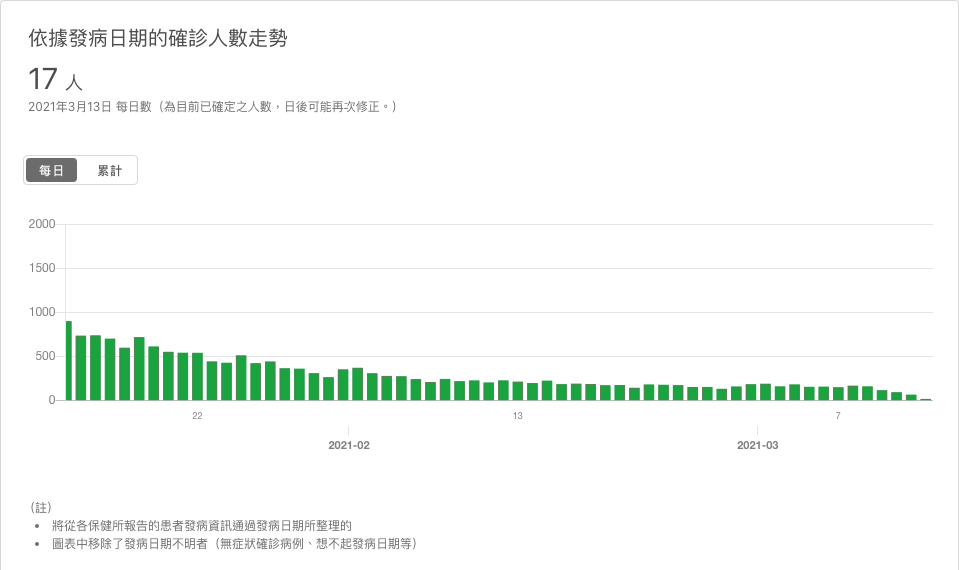 依據發病日期的確診人數走勢
17 人
2021年3月13日 每日數（為目前已確定之人數，日後可能再次修正。）
每日 累計
2000
1500
1000
500
0
22 13 7
2021-02 2021-03
（註）
• 將從各保健所報告的患者發病資訊通過發病日期所整理的
• 圖表中移除了發病日期不明者（無症狀確診病例、想不起發病日期等）